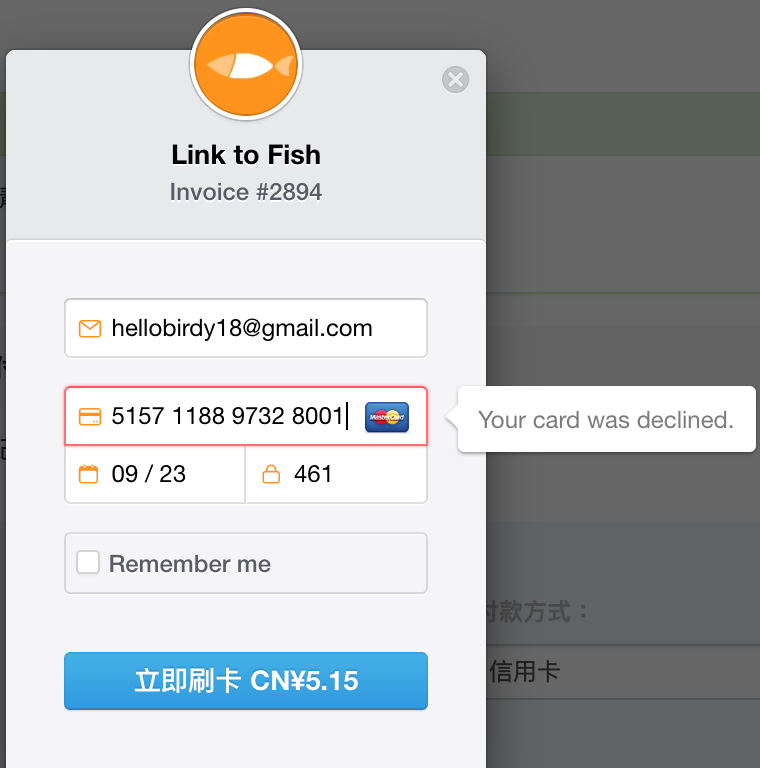 Link to Fish
Invoice #2894
hellobirdy18@gmail.com
5157 1188 9732 8001
MasterCard
Your card was declined.
09 / 23
461
Remember me
付款方式：
信用卡
立即刷卡 CN¥5.15